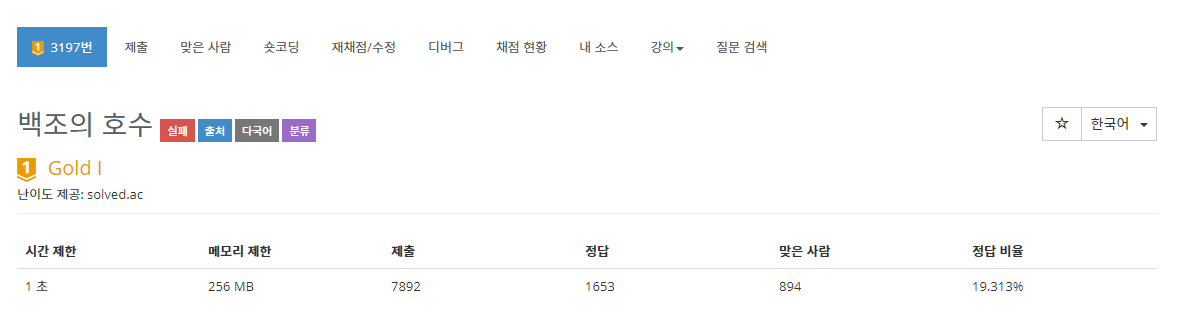 1 3197번 제출 맞은 사람 숏코딩 재채점/수정 디버그 채점 현황 내 소스 강의 질문 검색
백조의 호수 실패 출처 다국어 분류 ☆ 한국어
1 Gold I
난이도 제공: solved.ac
시간 제한 메모리 제한 제출 정답 맞은 사람 정답 비율
1 초 256 MB 7892 1653 894 19.313%